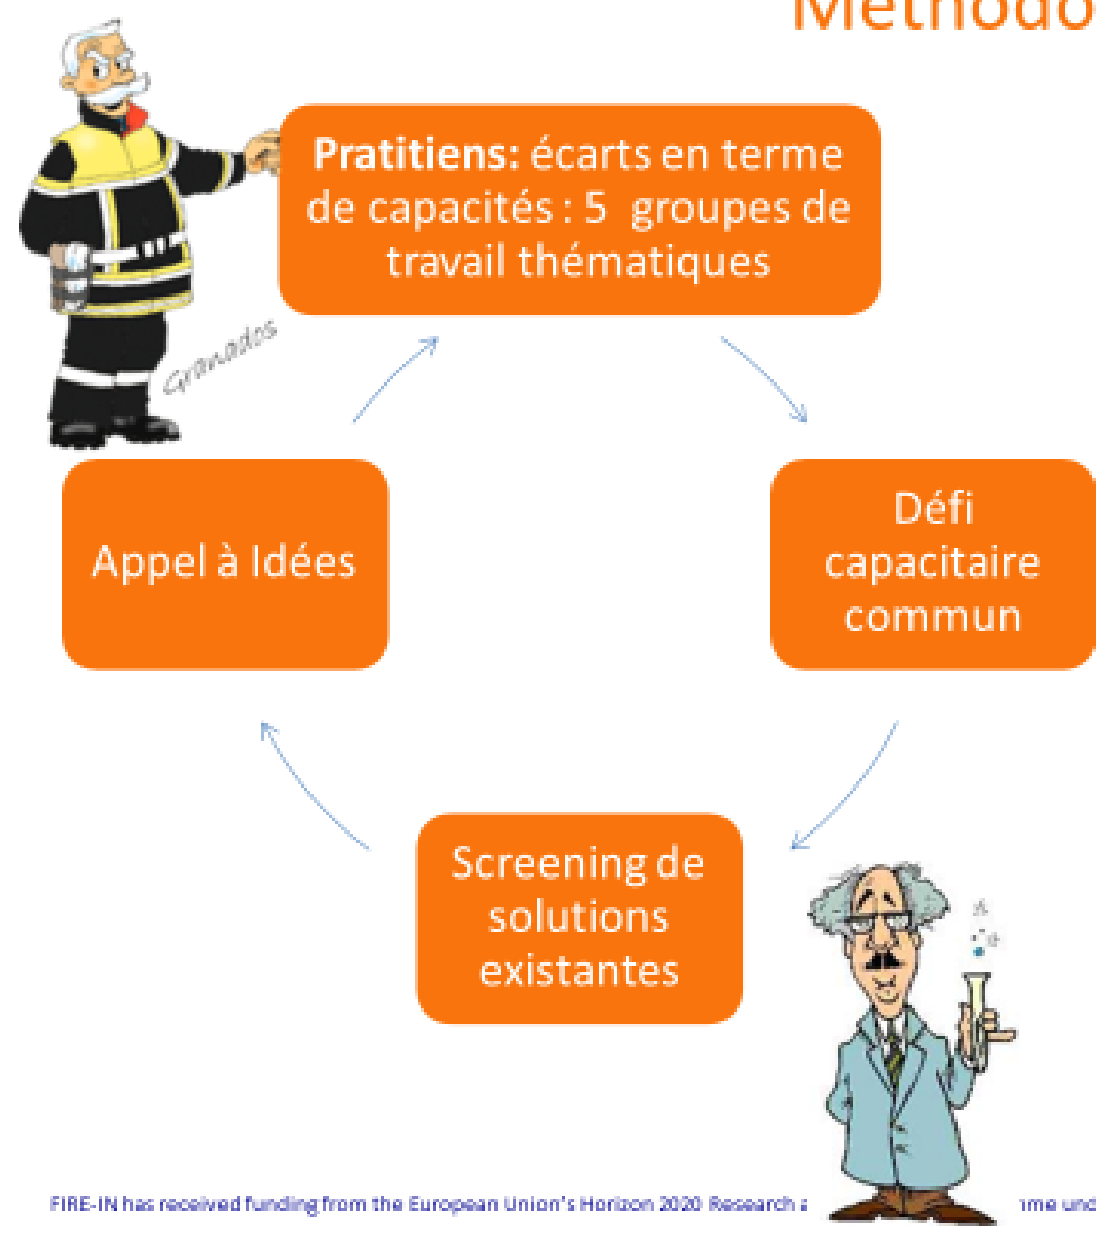 Méthodo
Pratitiens: écarts en terme
de capacités : 5 groupes de
travail thématiques
Granados
Appel à Idées
Défi
capacitaire
commun
Screening de
solutions
existantes
FIRE-IN has received funding from the European Union's Horizon 2020 Research